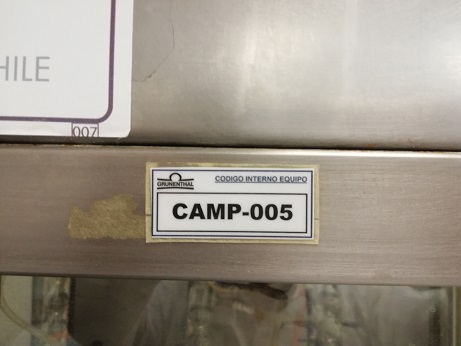 HILE
007
GRUNENTHAL
CODIGO INTERNO EQUIPO
CAMP-005